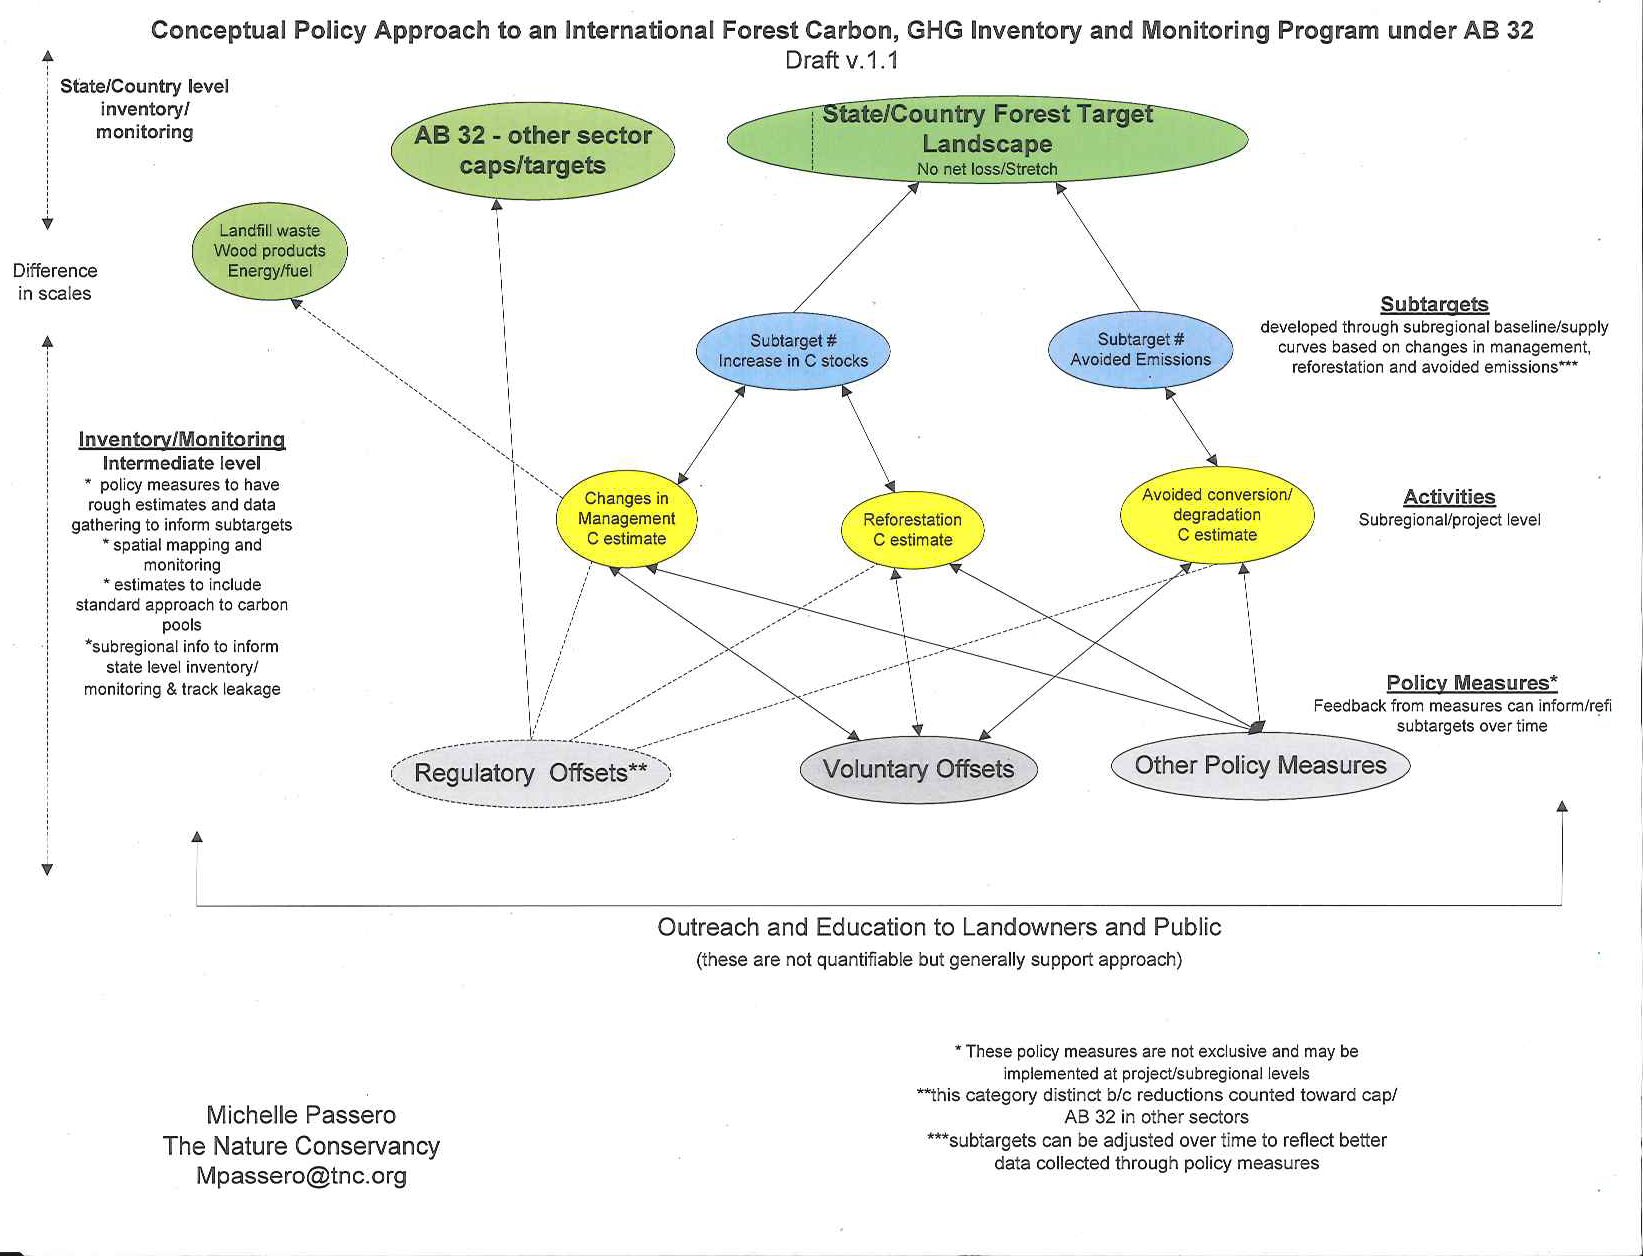 Conceptual Policy Approach to an International Forest Carbon, GHG Inventory and Monitoring Program under AB 32
Draft v.1.1
State/Country level
inventory/
monitoring
AB 32 - other sector
caps/targets
State/Country Forest Target
Landscape
No net loss/Stretch
Landfill waste
Wood products
Energy/fuel
Difference
in scales
Subtarget #
Increase in C stocks
Subtarget #
Avoided Emissions
Subtargets
developed through subregional baseline/supply
curves based on changes in management,
reforestation and avoided emissions***
Inventory/Monitoring
Intermediate level
* policy measures to have
rough estimates and data
gathering to inform subtargets
* spatial mapping and
monitoring
* estimates to include
standard approach to carbon
pools
*subregional info to inform
state level inventory/
monitoring & track leakage
Changes in
Management
C estimate
Reforestation
C estimate
Avoided conversion/
degradation
C estimate
Activities
Subregional/project level
Policy Measures*
Feedback from measures can inform/refi
subtargets over time
Regulatory Offsets**
Voluntary Offsets
Other Policy Measures
Outreach and Education to Landowners and Public
(these are not quantifiable but generally support approach)
* These policy measures are not exclusive and may be
implemented at project/subregional levels
**this category distinct b/c reductions counted toward cap/
AB 32 in other sectors
***subtargets can be adjusted over time to reflect better
data collected through policy measures
Michelle Passero
The Nature Conservancy
Mpassero@tnc.org